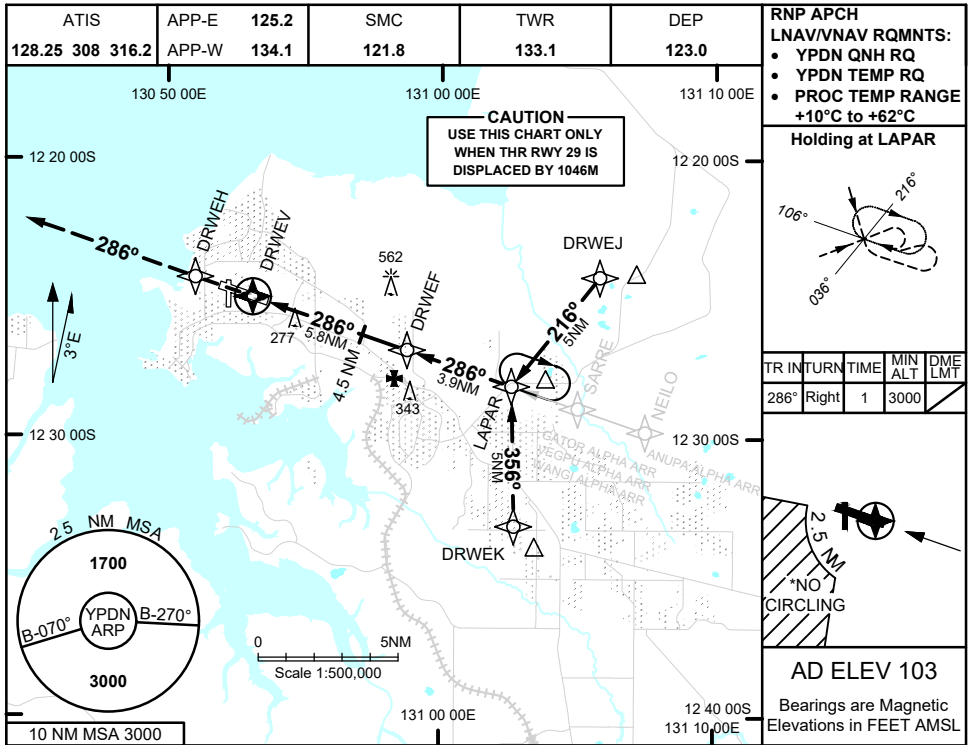 ATIS
128.25 308 316.2
APP-E 125.2
APP-W 134.1
SMC
121.8
TWR
133.1
DEP
123.0
RNP APCH
LNAV/VNAV RQMNTS:
• YPDN QNH RQ
• YPDN TEMP RQ
• PROC TEMP RANGE
+10°C to +62°C
130 50 00E
131 00 00E
131 10 00E
CAUTION
USE THIS CHART ONLY
WHEN THR RWY 29 IS
DISPLACED BY 1046M
12 20 00S
12 20 00S
Holding at LAPAR
106°
216°
036°
DRWEH
DRWEV
286°
562
DRWEF
DRWEJ
3°E
277
286°
5.8NM
4.5 NM
343
286°
3.9NM
216°
5NM
SARRE
NEILO
LAPAR
TR IN TURN TIME MIN ALT DME LMT
286° Right 1 3000
12 30 00S
12 30 00S
GATOR ALPHA ARR
VEGPU ALPHA ARR
WANGI ALPHA ARR
ANUPA ALPHA ARR
356°
5NM
DRWEK
25 NM MSA
1700
B-070°
YPDN
ARP
B-270°
3000
10 NM MSA 3000
0 5NM
Scale 1:500,000
2.5 NM
*NO
CIRCLING
131 00 00E
12 40 00S
131 10 00E
AD ELEV 103
Bearings are Magnetic
Elevations in FEET AMSL